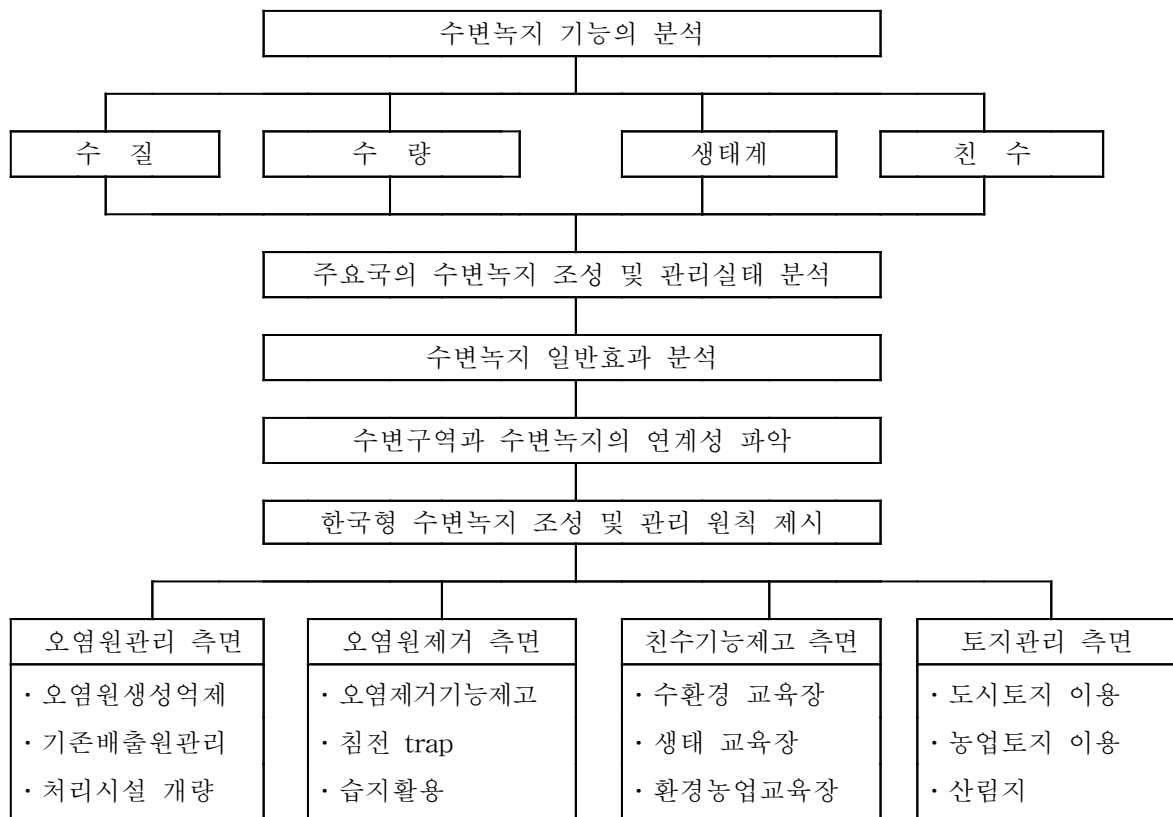 수변녹지 기능의 분석
수 질
수 량
생태계
친 수
주요국의 수변녹지 조성 및 관리실태 분석
수변녹지 일반효과 분석
수변구역과 수변녹지의 연계성 파악
한국형 수변녹지 조성 및 관리 원칙 제시
오염원관리 측면
· 오염원생성억제
· 기존배출원관리
· 처리시설 개량
오염원제거 측면
· 오염제거기능제고
· 침전 trap
· 습지활용
친수기능제고 측면
· 수환경 교육장
· 생태 교육장
· 환경농업교육장
토지관리 측면
· 도시토지 이용
· 농업토지 이용
· 산림지